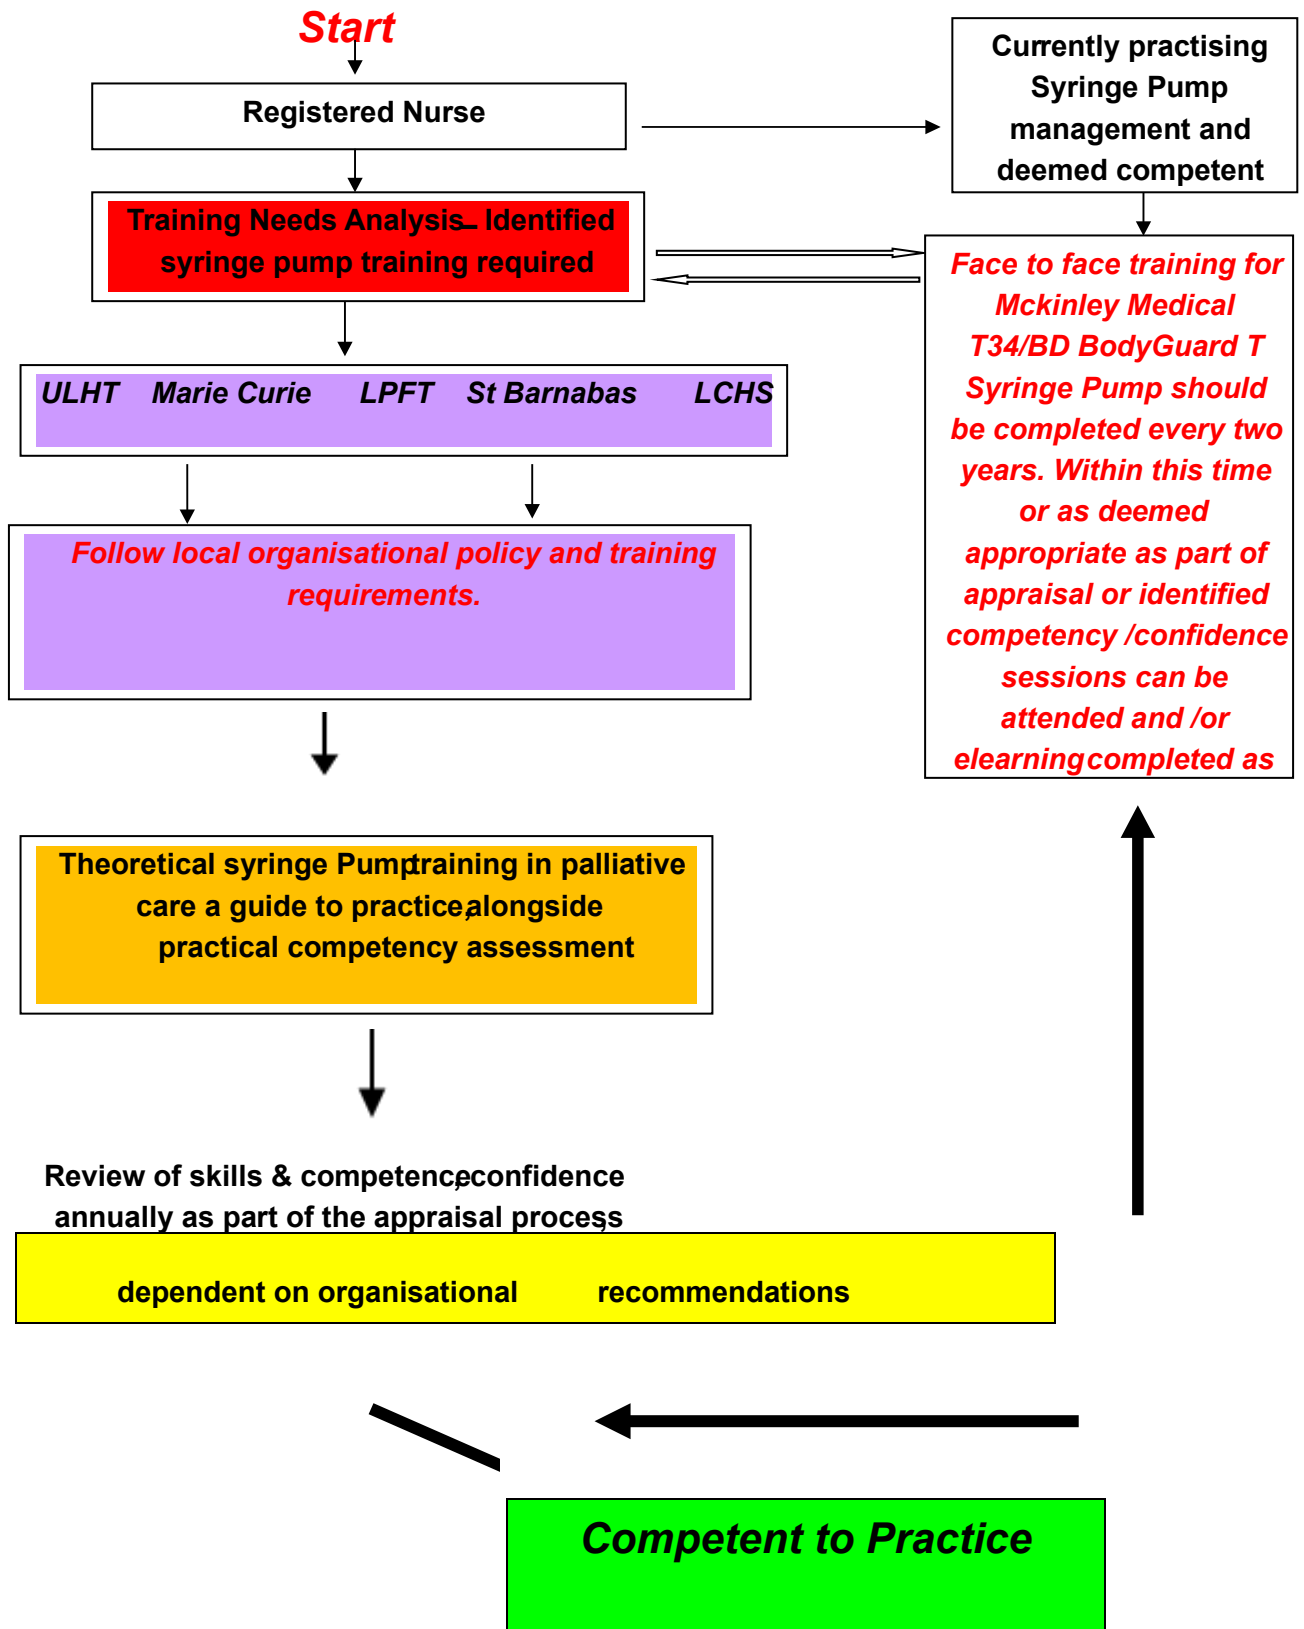 Start
Registered Nurse
Currently practising
Syringe Pump
management and
deemed competent
Training Needs Analysis– Identified
syringe pump training required
Face to face training for
Mckinley Medical
T34/BD BodyGuard T
Syringe Pump should
be completed every two
years. Within this time
or as deemed
appropriate as part of
appraisal or identified
competency /confidence
sessions can be
attended and /or
elearning completed as
ULHT Marie Curie LPFT St Barnabas LCHS
Follow local organisational policy and training
requirements.
Theoretical syringe Pump training in palliative
care a guide to practice, alongside
practical competency assessment
Review of skills & competence, confidence
annually as part of the appraisal process,
dependent on organisational recommendations
Competent to Practice